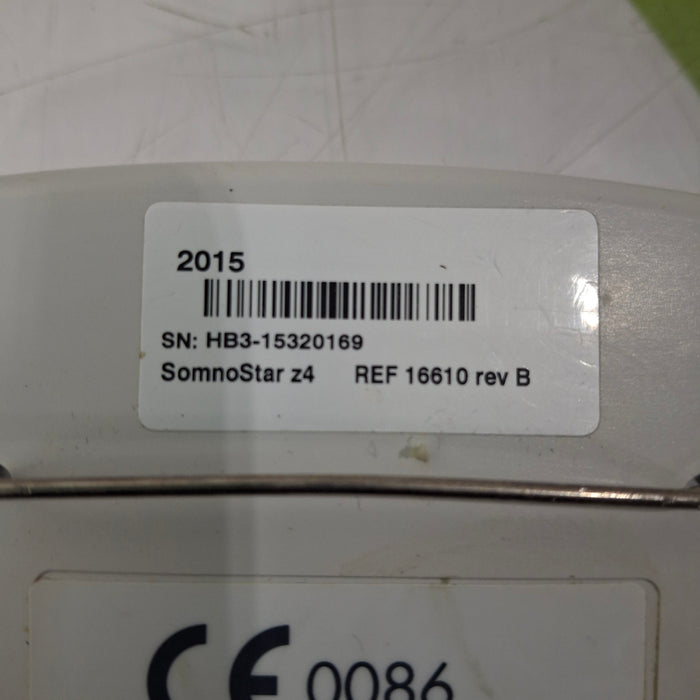 2015
SN: HB3-15320169
SomnoStar z4 REF 16610 rev B
CE 0086